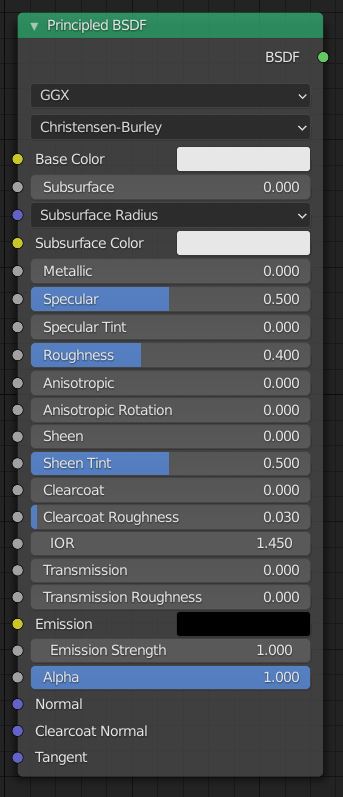 Principled BSDF
BSDF
GGX
Christensen-Burley
Base Color
Subsurface 0.000
Subsurface Radius
Subsurface Color
Metallic 0.000
Specular 0.500
Specular Tint 0.000
Roughness 0.400
Anisotropic 0.000
Anisotropic Rotation 0.000
Sheen 0.000
Sheen Tint 0.500
Clearcoat 0.000
Clearcoat Roughness 0.030
IOR 1.450
Transmission 0.000
Transmission Roughness 0.000
Emission
Emission Strength 1.000
Alpha 1.000
Normal
Clearcoat Normal
Tangent